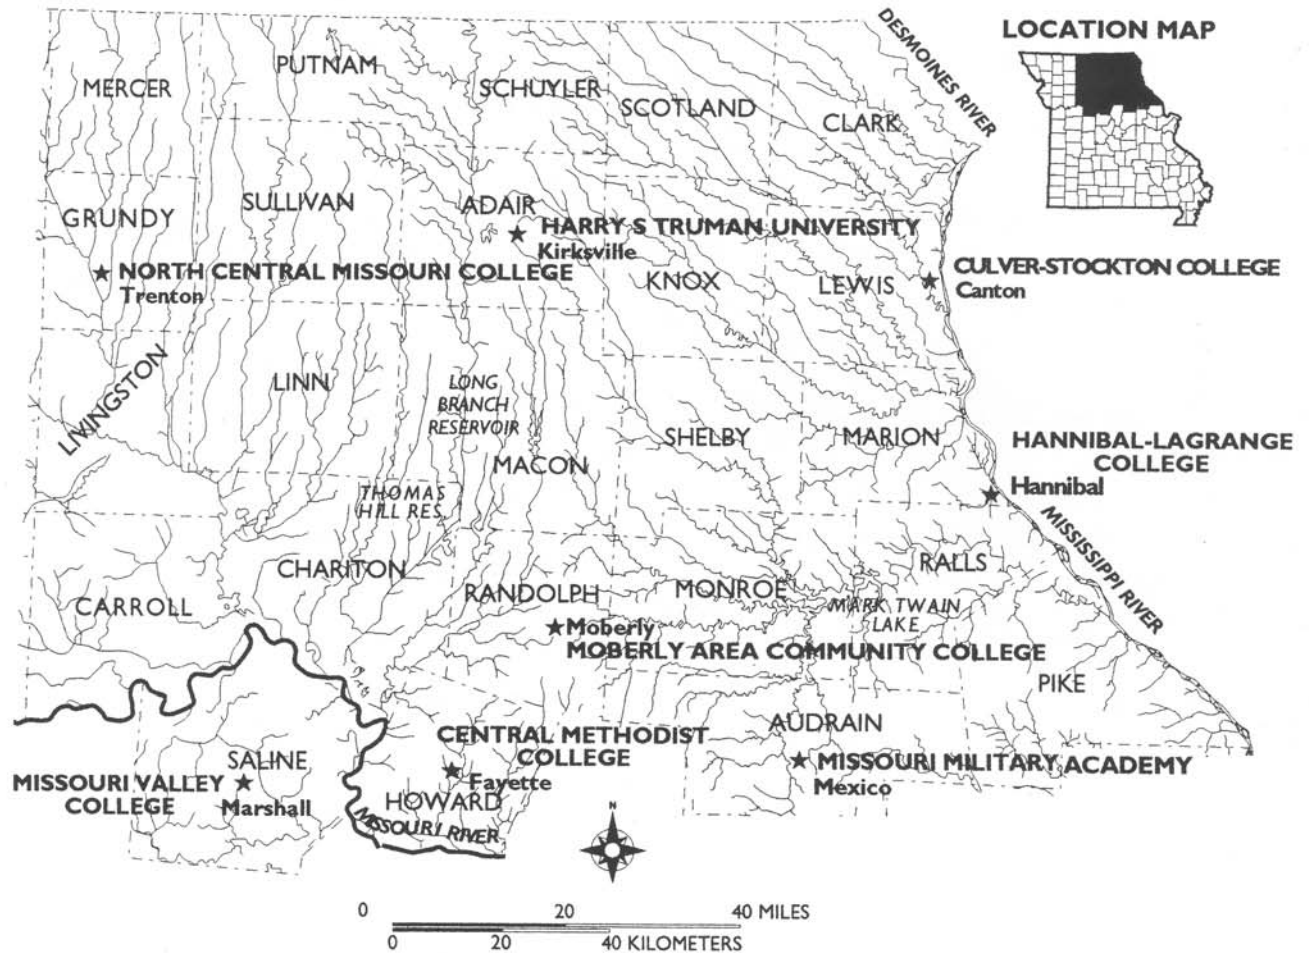 LOCATION MAP
DESMOINES RIVER
MERCER
PUTNAM
SCHUYLER
SCOTLAND
CLARK
GRUNDY
SULLIVAN
ADAIR
HARRY S TRUMAN UNIVERSITY
Kirksville
NORTH CENTRAL MISSOURI COLLEGE
Trenton
KNOX
LEWIS
CULVER-STOCKTON COLLEGE
Canton
LIVINGSTON
LINN
LONG
BRANCH
RESERVOIR
MACON
SHELBY
MARION
HANNIBAL-LAGRANGE
COLLEGE
Hannibal
THOMAS
HILL RES.
MISSISSIPPI RIVER
CARROLL
CHARITON
RANDOLPH
MONROE
RALLS
MARK TWAIN
LAKE
Moberly
MOBERLY AREA COMMUNITY COLLEGE
PIKE
AUDRAIN
MISSOURI MILITARY ACADEMY
Mexico
CENTRAL METHODIST
COLLEGE
Fayette
HOWARD
SALINE
MISSOURI VALLEY
COLLEGE
Marshall
MISSOURI RIVER
N
0 20 40 MILES
0 20 40 KILOMETERS